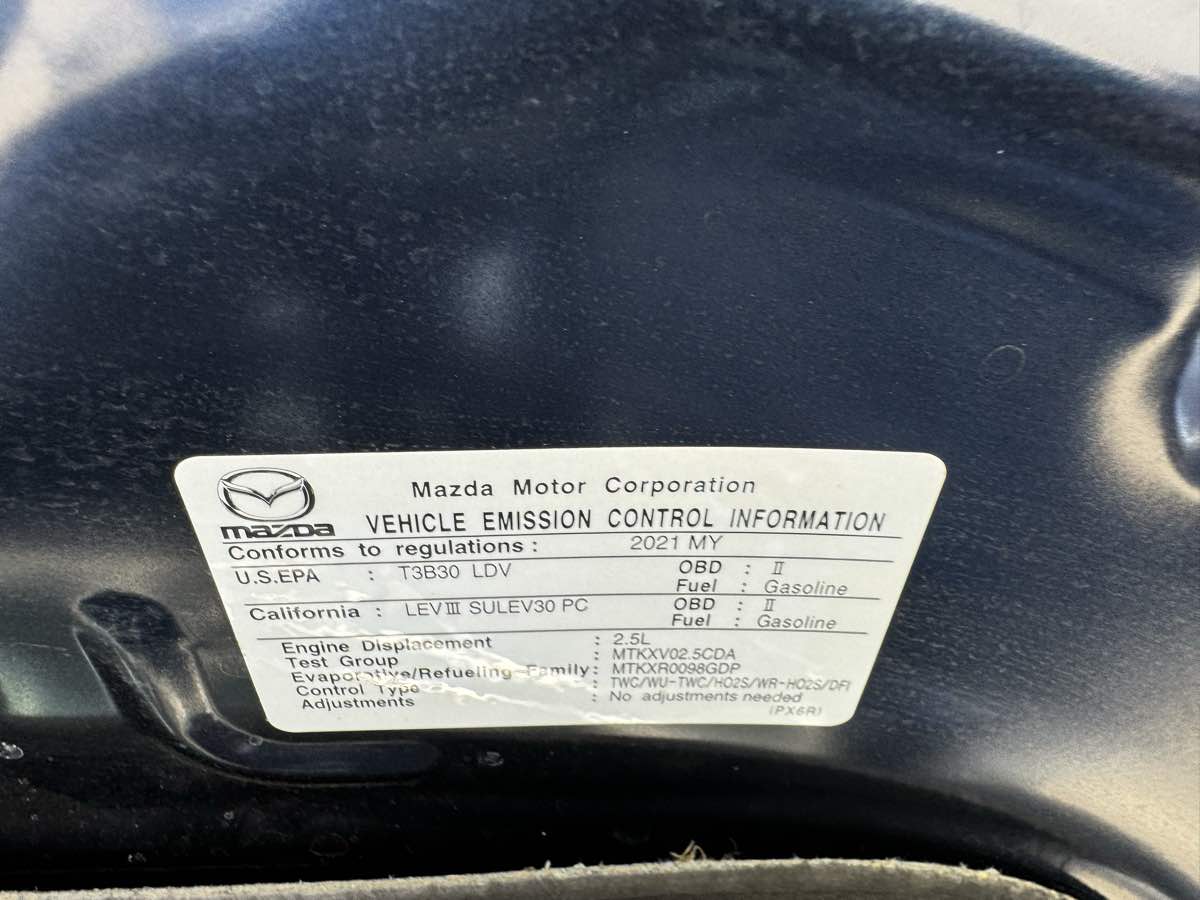 mazda
Mazda Motor Corporation
VEHICLE EMISSION CONTROL INFORMATION
Conforms to regulations : 2021 MY
U.S.EPA : T3B30 LDV OBD : II
Fuel : Gasoline
California : LEV III SULEV30 PC OBD : II
Fuel : Gasoline
Engine Displacement : 2.5L
Test Group : MTKXV02.5CDA
Evaporative/Refueling Family : MTKXR0098GDP
Control Type : TWC/WU-TWC/HO2S/WR-HO2S/DFI
Adjustments : No adjustments needed
(PX6R)